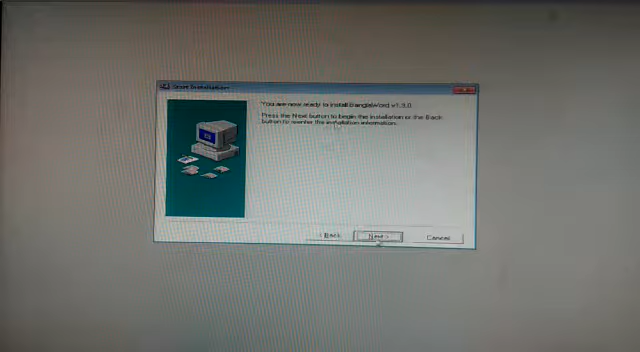 Start Installation
You are now ready to install BanglaWord v1.9.0.
Press the Next button to begin the installation or the Back
button to reenter the installation information.
< Back
Next >
Cancel